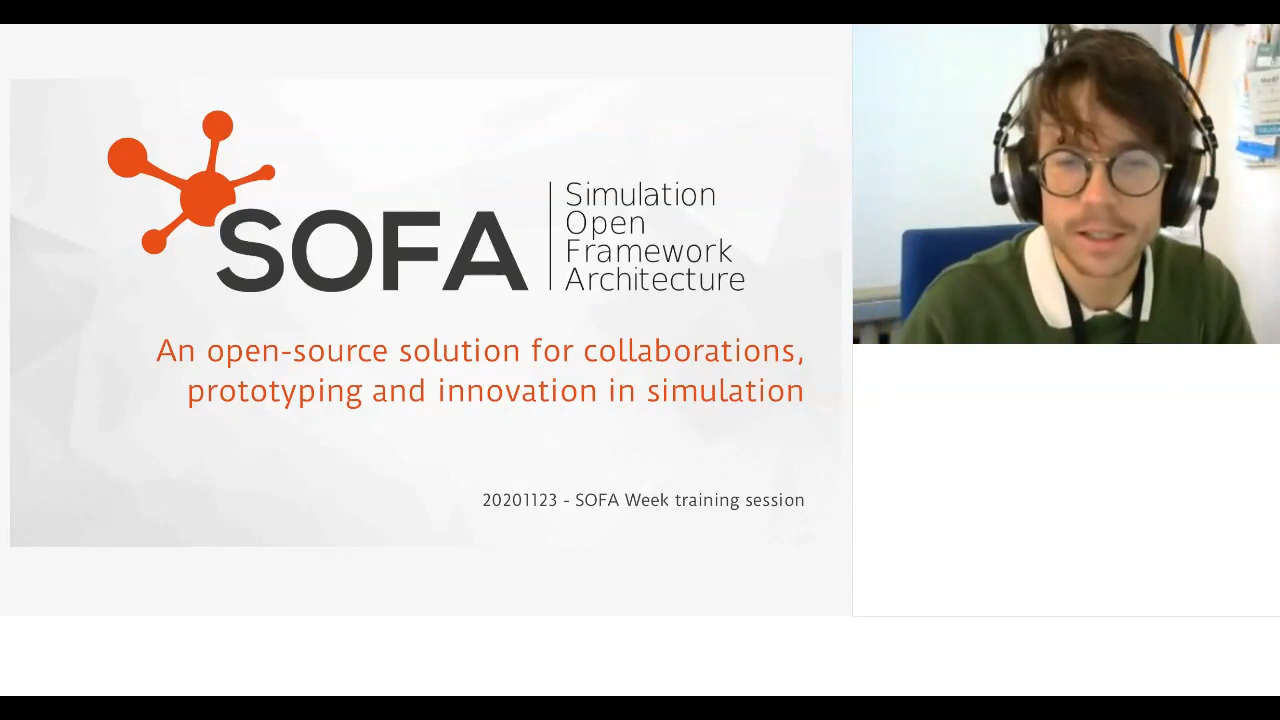 SOFA
Simulation
Open
Framework
Architecture
An open-source solution for collaborations,
prototyping and innovation in simulation
20201123 - SOFA Week training session